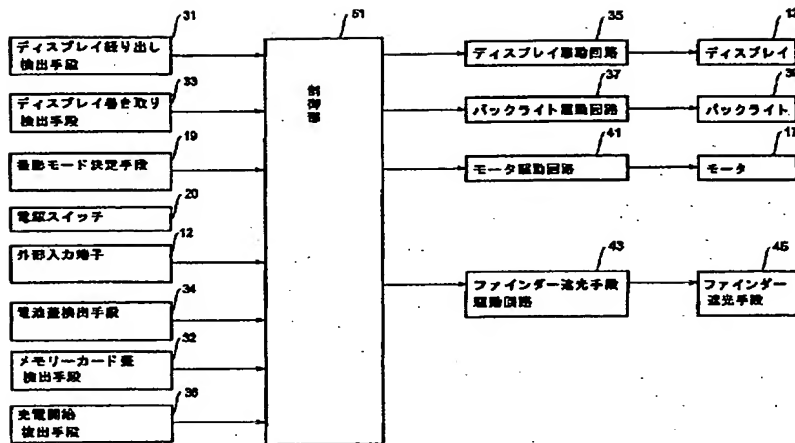 31
ディスプレイ繰り出し
検出手段
33
ディスプレイ巻き取り
検出手段
19
撮影モード決定手段
20
電源スイッチ
12
外形入力端子
34
電池蓋検出手段
32
メモリーカード蓋
検出手段
36
充電開始
検出手段
51
制御部
35
ディスプレイ駆動回路
37
バックライト駆動回路
41
モータ駆動回路
43
ファインダー遮光手段
駆動回路
ディスプレイ
バックライト
モータ
45
ファインダー
遮光手段